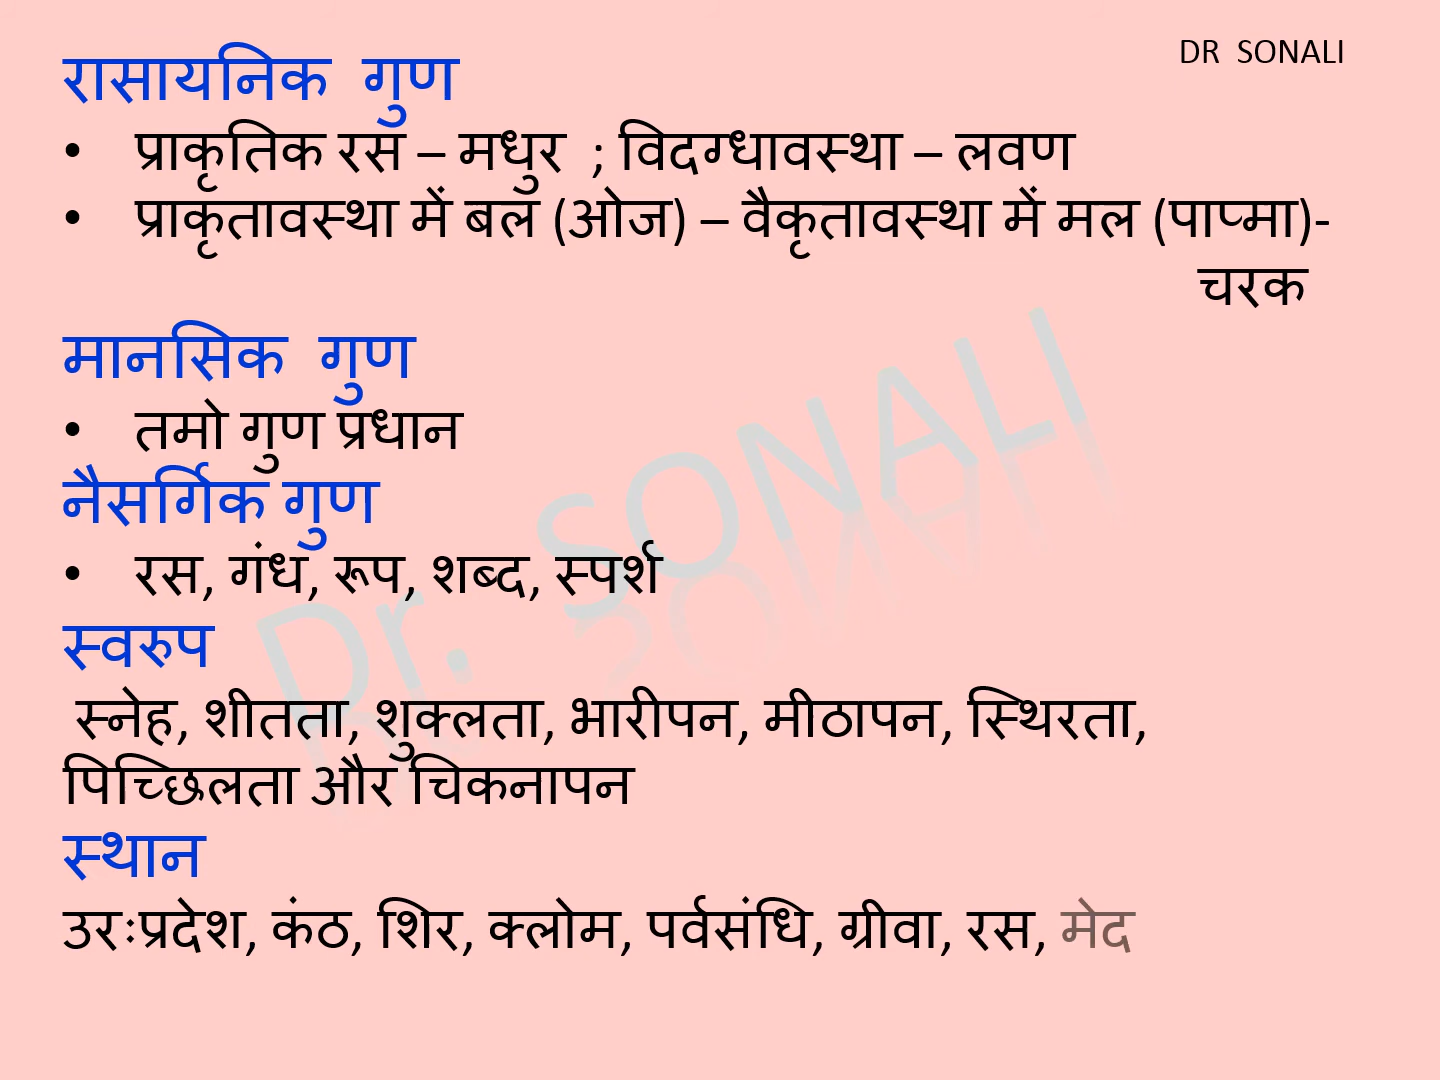 DR SONALI
रासायनिक गुण
• प्राकृतिक रस – मधुर ; विदग्धावस्था – लवण
• प्राकृतावस्था में बल (ओज) – वैकृतावस्था में मल (पाप्मा)-
चरक
मानसिक गुण
• तमो गुण प्रधान
नैसर्गिक गुण
• रस, गंध, रूप, शब्द, स्पर्श
स्वरुप
स्नेह, शीतता, शुक्लता, भारीपन, मीठापन, स्थिरता,
पिच्छिलता और चिकनापन
स्थान
उरःप्रदेश, कंठ, शिर, क्लोम, पर्वसंधि, ग्रीवा, रस, मेद
Dr. SONALI